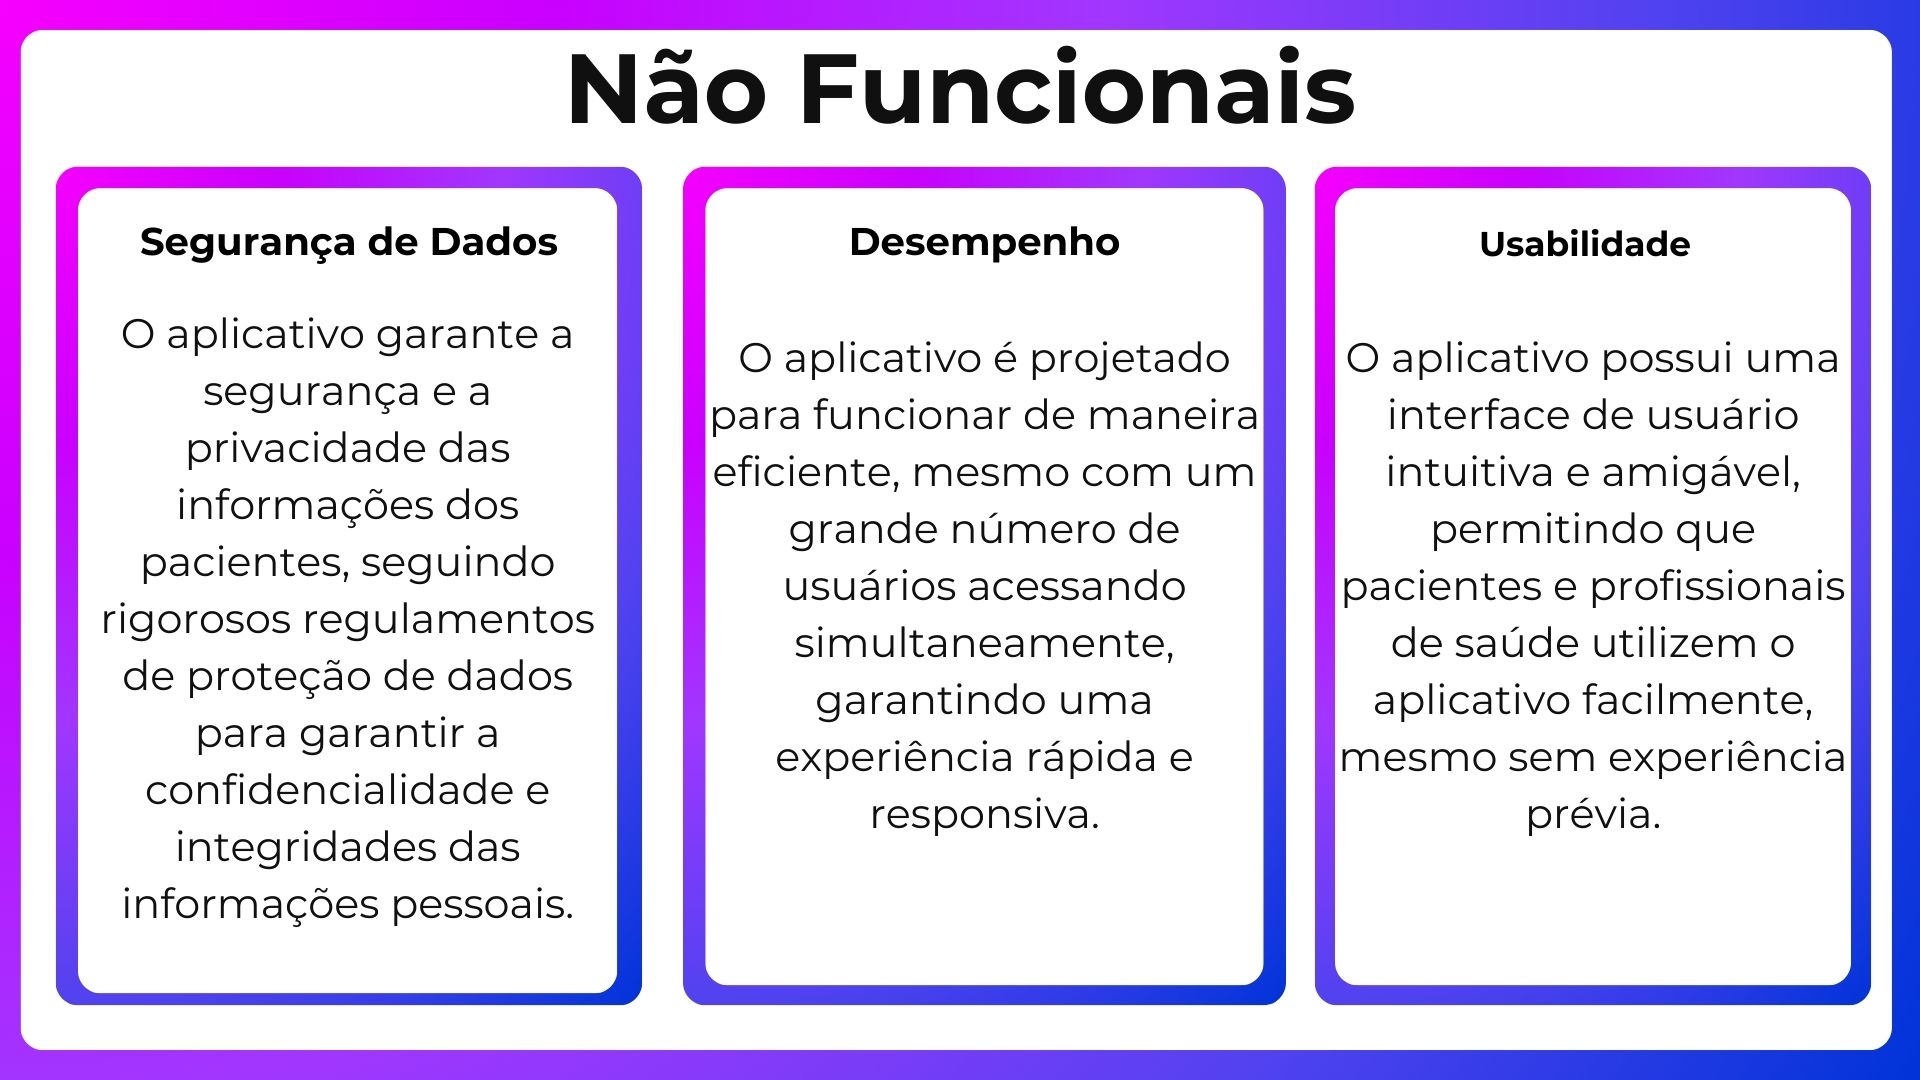 Não Funcionais
Segurança de Dados
O aplicativo garante a
segurança e a
privacidade das
informações dos
pacientes, seguindo
rigorosos regulamentos
de proteção de dados
para garantir a
confidencialidade e
integridades das
informações pessoais.
Desempenho
O aplicativo é projetado
para funcionar de maneira
eficiente, mesmo com um
grande número de
usuários acessando
simultaneamente,
garantindo uma
experiência rápida e
responsiva.
Usabilidade
O aplicativo possui uma
interface de usuário
intuitiva e amigável,
permitindo que
pacientes e profissionais
de saúde utilizem o
aplicativo facilmente,
mesmo sem experiência
prévia.